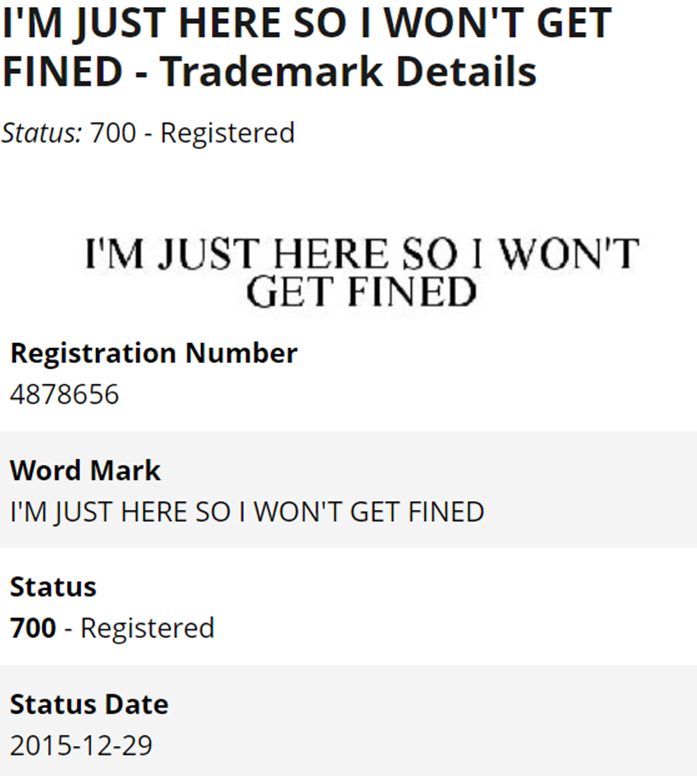 I'M JUST HERE SO I WON'T GET
FINED - Trademark Details
Status: 700 - Registered
I'M JUST HERE SO I WON'T
GET FINED
Registration Number
4878656
Word Mark
I'M JUST HERE SO I WON'T GET FINED
Status
700 - Registered
Status Date
2015-12-29